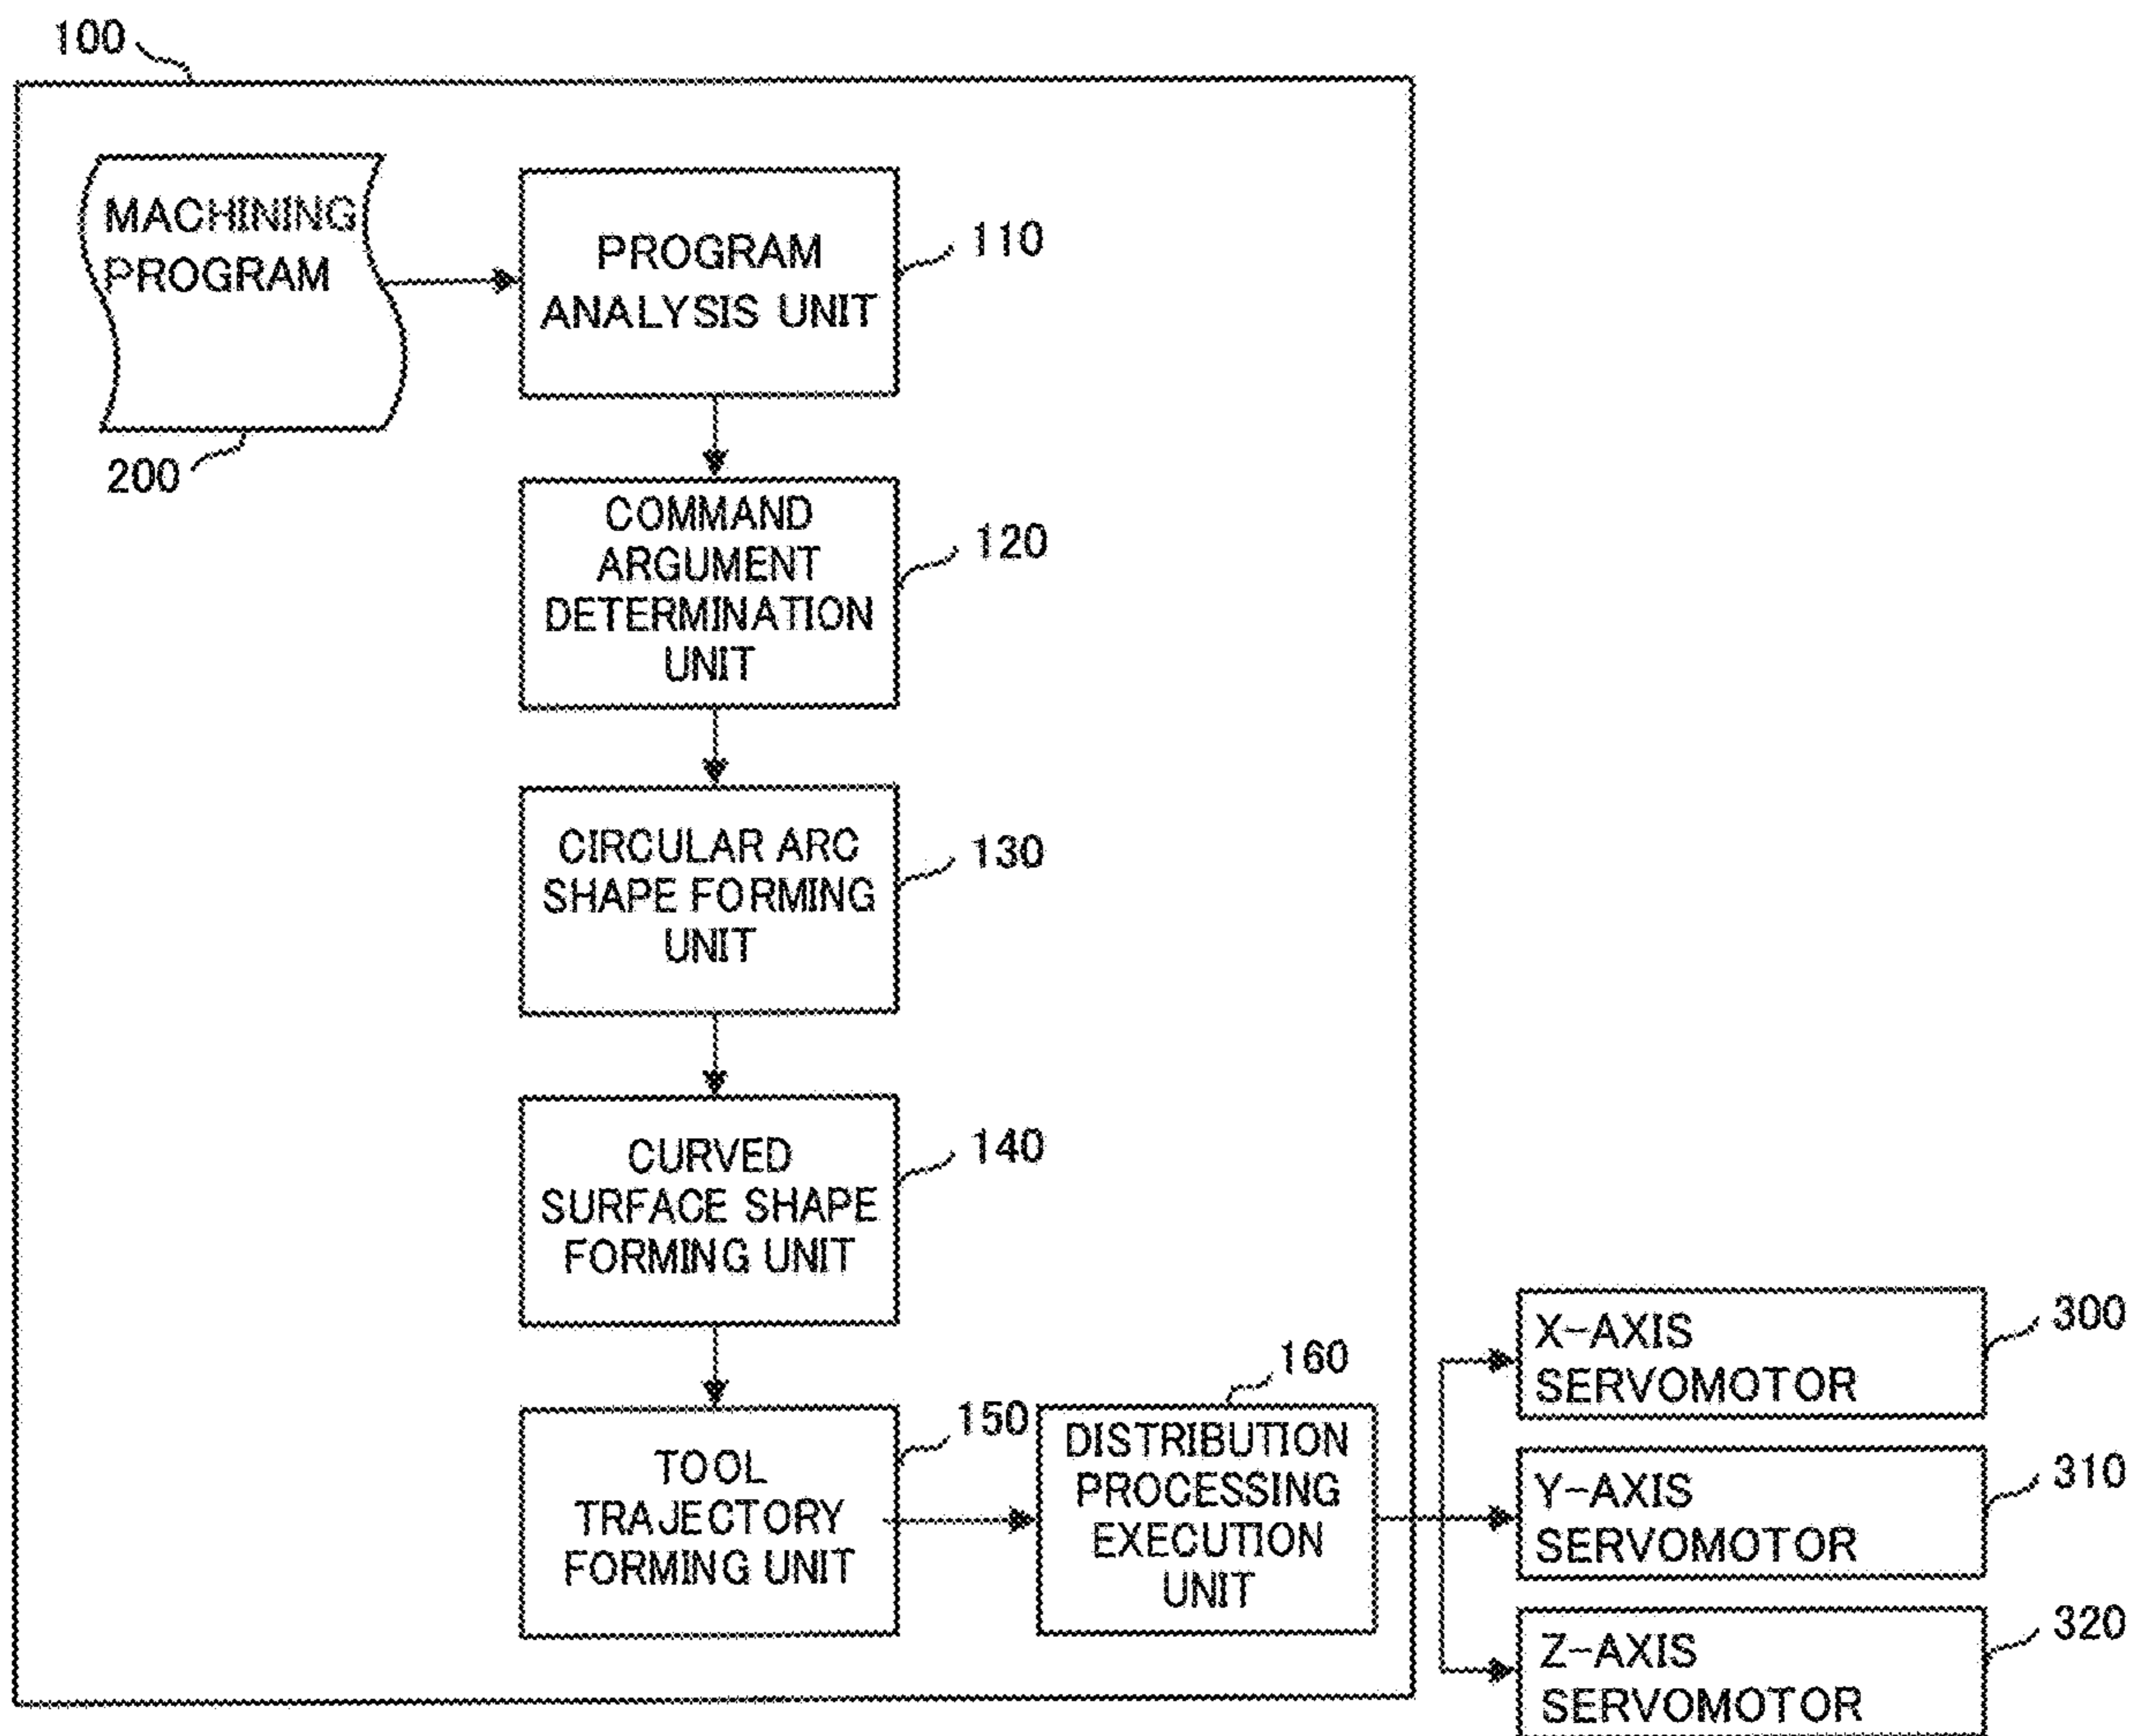 100
MACHINING
PROGRAM
200
PROGRAM
ANALYSIS UNIT
110
COMMAND
ARGUMENT
DETERMINATION
UNIT
120
CIRCULAR ARC
SHAPE FORMING
UNIT
130
CURVED
SURFACE SHAPE
FORMING UNIT
140
TOOL
TRAJECTORY
FORMING UNIT
150
DISTRIBUTION
PROCESSING
EXECUTION
UNIT
160
X-AXIS
SERVOMOTOR
300
Y-AXIS
SERVOMOTOR
310
Z-AXIS
SERVOMOTOR
320